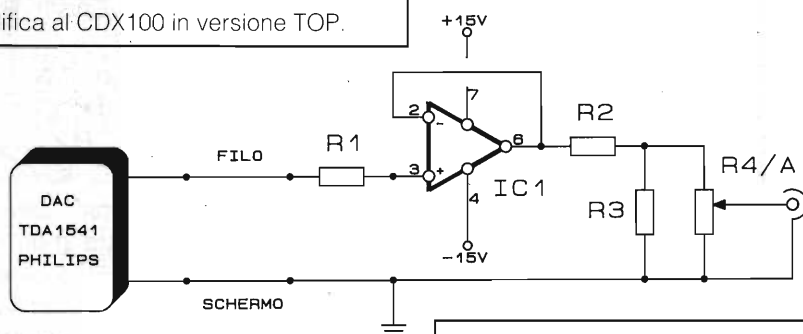 ifica al CDX100 in versione TOP.
+15V
2
-
7
FILO
R1
3
+
6
R2
IC1
4
R3
R4/A
DAC
TDA1541
PHILIPS
-15V
SCHERMO